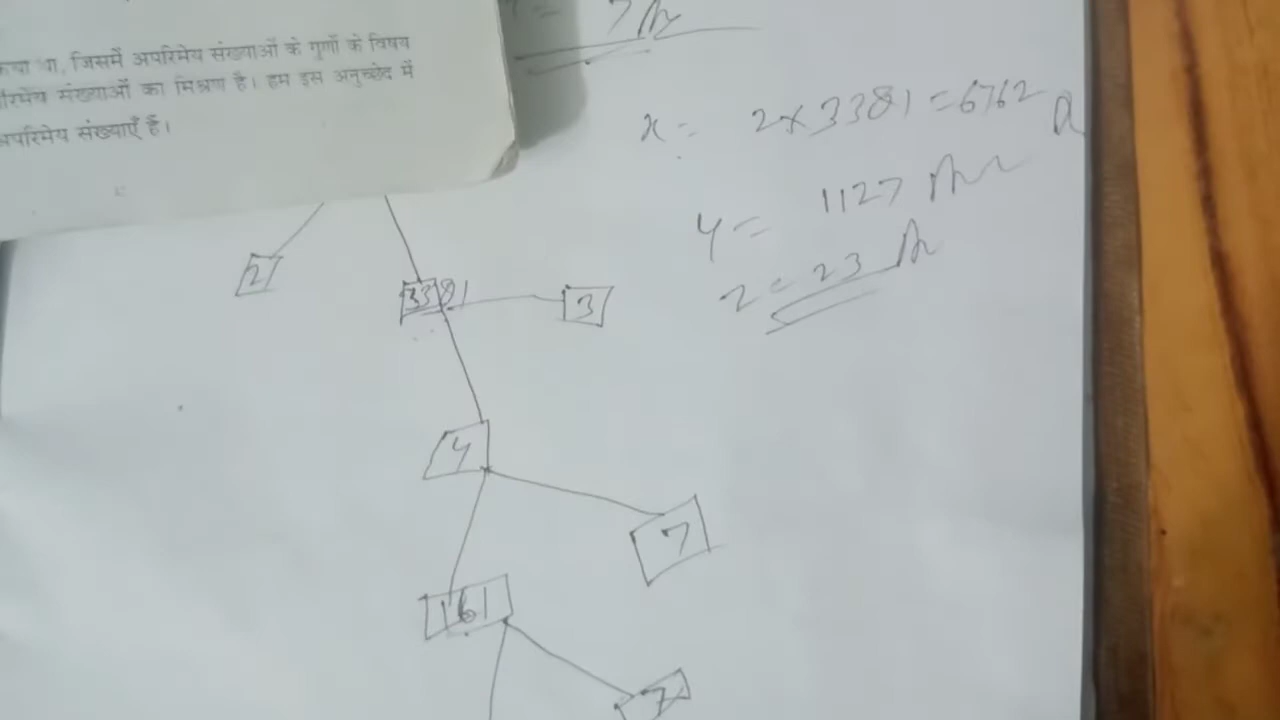 था, जिसमें अपरिमेय संख्याओं के गुणों के विषय
संख्याओं का मिश्रण है। हम इस अनुच्छेद में
अपरिमेय संख्याएँ हैं।
x = 2×3381 = 6762
y = 1127
z = 23
2
3381
3
y
7
161
7